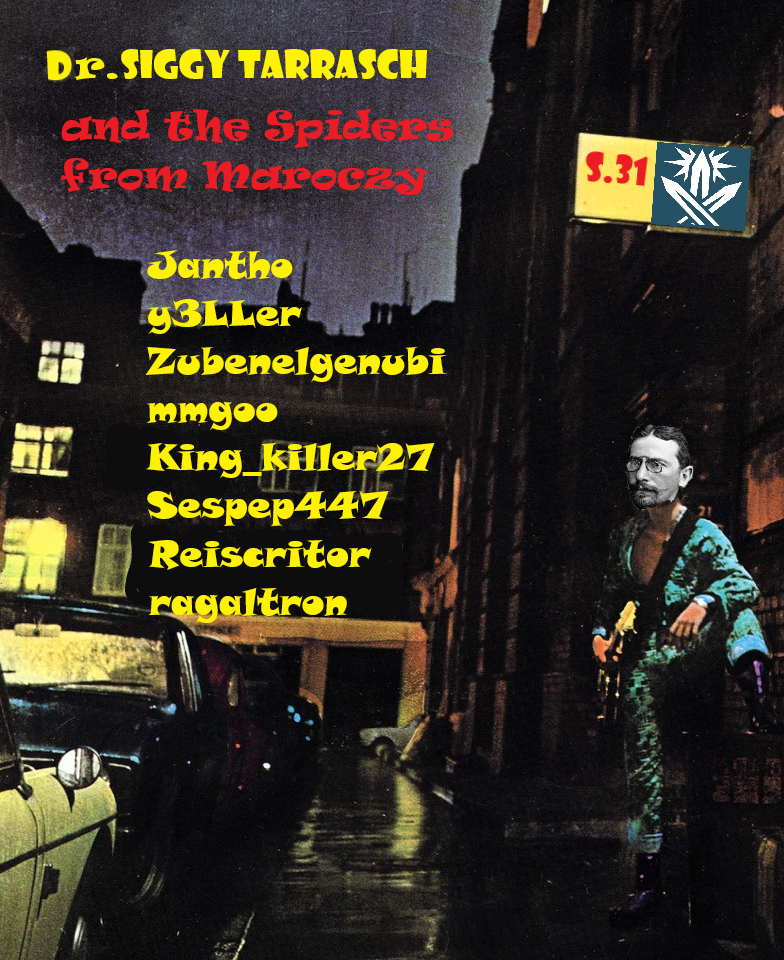 Dr.SIGGY TARRASCH
and the Spiders
from Maroczy
S.31
Jantho
y3LLer
Zubenelgenubi
mmgoo
King_killer27
Sespep447
Reiscritor
ragaltron